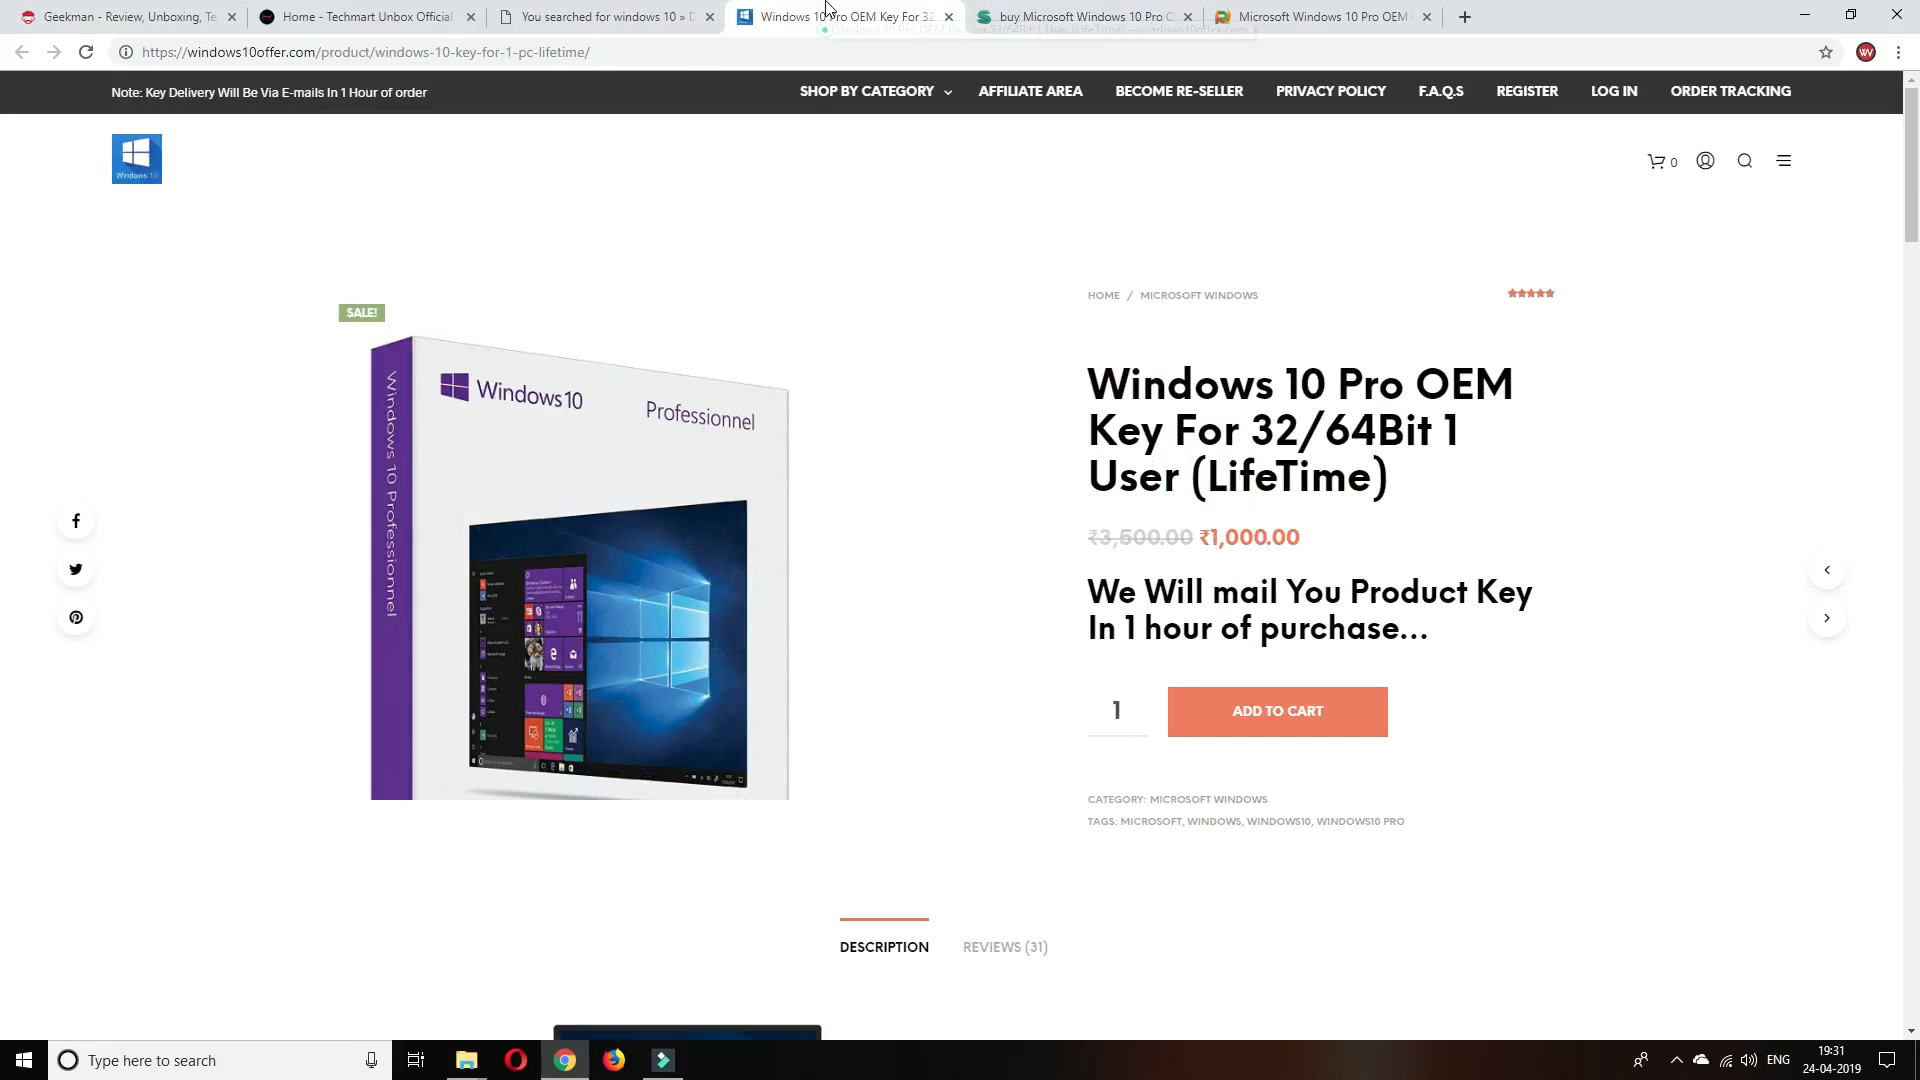 Geekman - Review, Unboxing, Te
Home - Techmart Unbox Official
You searched for windows 10 » D
Windows 10 Pro OEM Key For 32
buy Microsoft Windows 10 Pro C
Microsoft Windows 10 Pro OEM
https://windows10offer.com/product/windows-10-key-for-1-pc-lifetime/
Note: Key Delivery Will Be Via E-mails In 1 Hour of order
SHOP BY CATEGORY
AFFILIATE AREA
BECOME RE-SELLER
PRIVACY POLICY
F.A.Q.S
REGISTER
LOG IN
ORDER TRACKING
0
HOME / MICROSOFT WINDOWS
SALE!
Windows 10
Professionnel
Windows 10 Professionnel
Windows 10 Pro OEM
Key For 32/64Bit 1
User (LifeTime)
₹3,500.00 ₹1,000.00
We Will mail You Product Key
In 1 hour of purchase...
1
ADD TO CART
CATEGORY: MICROSOFT WINDOWS
TAGS: MICROSOFT, WINDOWS, WINDOWS10, WINDOWS10 PRO
DESCRIPTION
REVIEWS (31)
Type here to search
ENG
19:31
24-04-2019